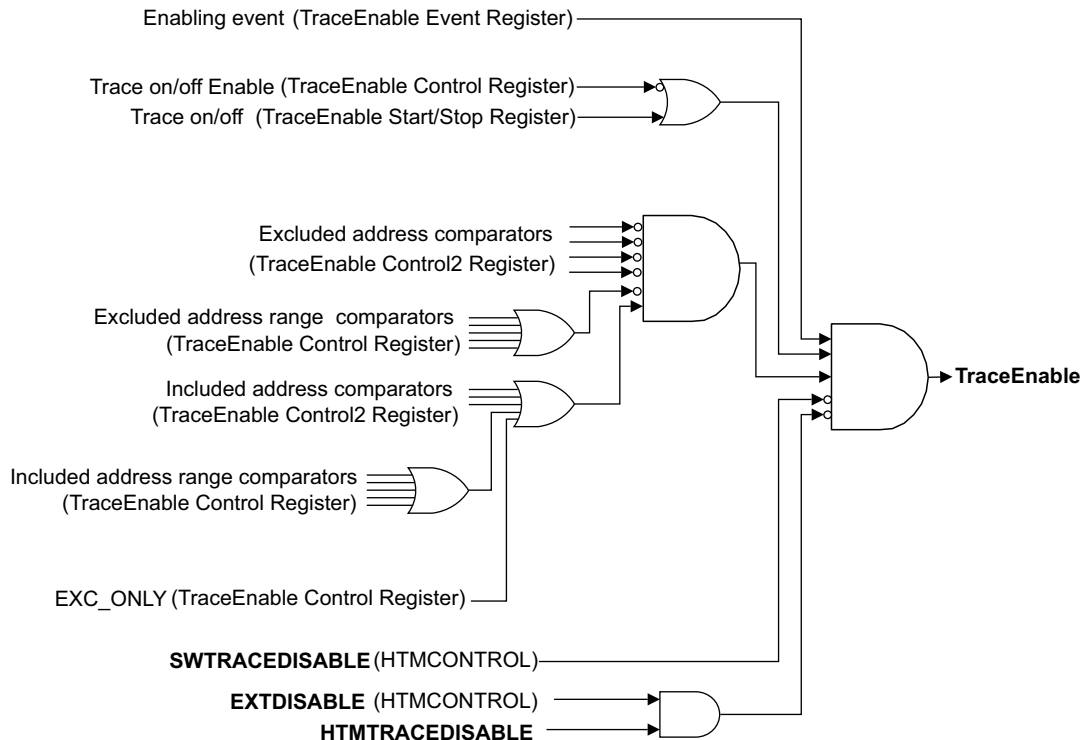 Enabling event (TraceEnable Event Register)
Trace on/off Enable (TraceEnable Control Register)
Trace on/off (TraceEnable Start/Stop Register)
Excluded address comparators
(TraceEnable Control2 Register)
Excluded address range comparators
(TraceEnable Control Register)
Included address comparators
(TraceEnable Control2 Register)
Included address range comparators
(TraceEnable Control Register)
EXC_ONLY (TraceEnable Control Register)
SWTRACEDISABLE (HTMCONTROL)
EXTDISABLE (HTMCONTROL)
HTMTRACEDISABLE
TraceEnable